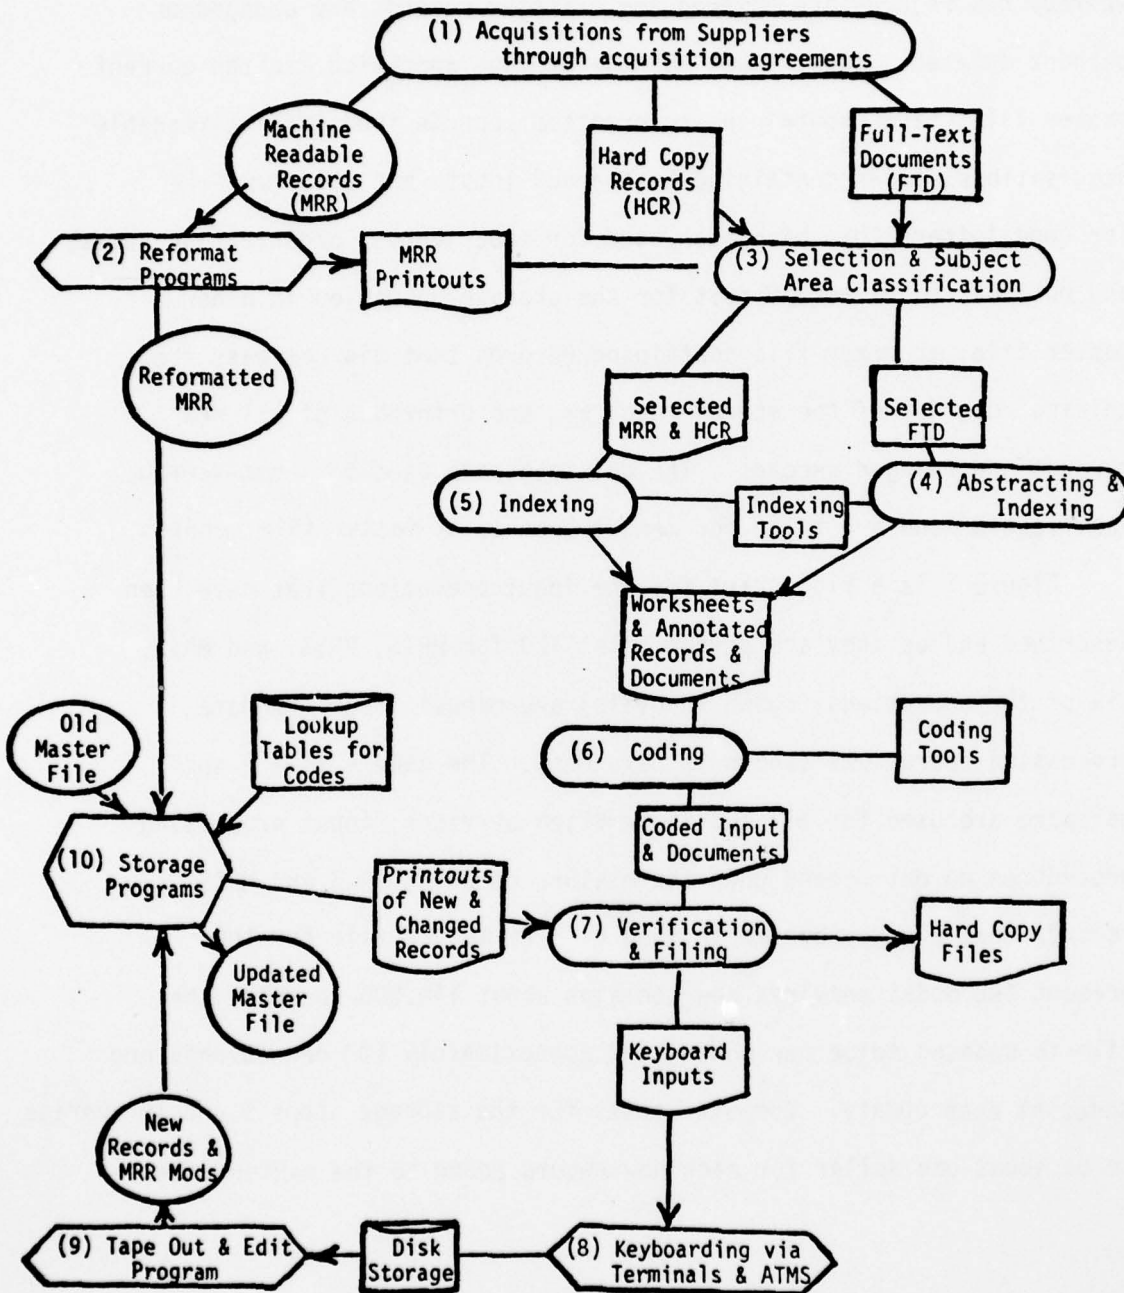 (1) Acquisitions from Suppliers
through acquisition agreements
Machine
Readable
Records
(MRR)
Hard Copy
Records
(HCR)
Full-Text
Documents
(FTD)
(2) Reformat
Programs
MRR
Printouts
(3) Selection & Subject
Area Classification
Reformatted
MRR
Selected
MRR & HCR
Selected
FTD
(5) Indexing
Indexing
Tools
(4) Abstracting &
Indexing
Worksheets
& Annotated
Records &
Documents
Old
Master
File
Lookup
Tables for
Codes
(6) Coding
Coding
Tools
Coded Input
& Documents
(10) Storage
Programs
Printouts
of New &
Changed
Records
(7) Verification
& Filing
Hard Copy
Files
Updated
Master
File
Keyboard
Inputs
New
Records &
MRR Mods
(9) Tape Out & Edit
Program
Disk
Storage
(8) Keyboarding via
Terminals & ATMS